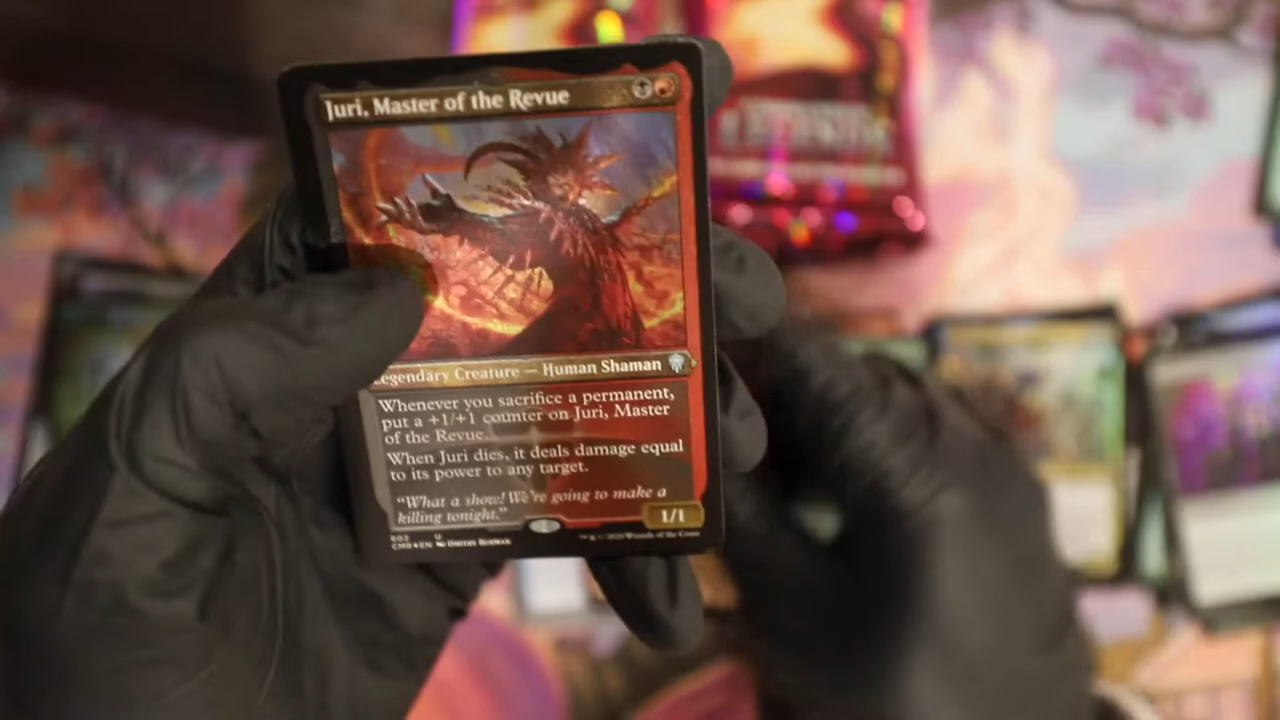 Juri, Master of the Revue
Legendary Creature — Human Shaman
Whenever you sacrifice a permanent,
put a +1/+1 counter on Juri, Master
of the Revue.
When Juri dies, it deals damage equal
to its power to any target.
“What a show! We're going to make a
killing tonight.”
1/1